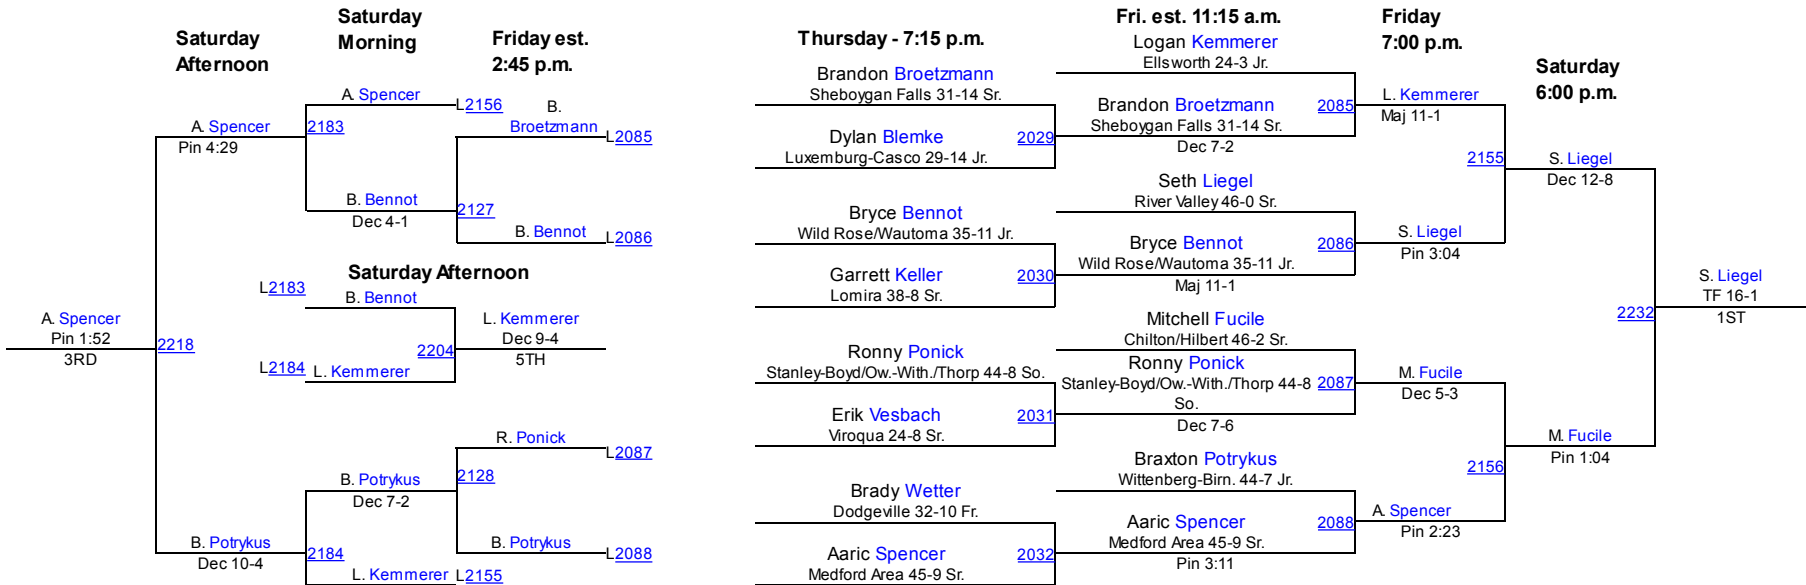 Saturday
Afternoon
Saturday
Morning
Friday est.
2:45 p.m.
A. Spencer
L2156
B.
Broetzmann
L2085
A. Spencer
2183
Pin 4:29
B. Bennot
2127
Dec 4-1
B. Bennot
L2086
Saturday Afternoon
L2183
B. Bennot
A. Spencer
Pin 1:52
3RD
2218
L. Kemmerer
Dec 9-4
5TH
2204
L2184
L. Kemmerer
R. Ponick
L2087
B. Potrykus
2128
Dec 7-2
B. Potrykus
L2088
B. Potrykus
2184
Dec 10-4
L. Kemmerer
L2155
Thursday - 7:15 p.m.
Brandon Broetzmann
Sheboygan Falls 31-14 Sr.
Dylan Blemke
2029
Luxemburg-Casco 29-14 Jr.
Bryce Bennot
Wild Rose/Wautoma 35-11 Jr.
Garrett Keller
2030
Lomira 38-8 Sr.
Ronny Ponick
Stanley-Boyd/Ow.-With./Thorp 44-8 So.
Erik Vesbach
2031
Viroqua 24-8 Sr.
Brady Wetter
Dodgeville 32-10 Fr.
Aaric Spencer
2032
Medford Area 45-9 Sr.
Fri. est. 11:15 a.m.
Logan Kemmerer
Ellsworth 24-3 Jr.
Brandon Broetzmann
2085
Sheboygan Falls 31-14 Sr.
Dec 7-2
Seth Liegel
River Valley 46-0 Sr.
Bryce Bennot
2086
Wild Rose/Wautoma 35-11 Jr.
Maj 11-1
Mitchell Fucile
Chilton/Hilbert 46-2 Sr.
Ronny Ponick
Stanley-Boyd/Ow.-With./Thorp 44-8
2087
So.
Dec 7-6
Braxton Potrykus
Wittenberg-Birn. 44-7 Jr.
Aaric Spencer
2088
Medford Area 45-9 Sr.
Pin 3:11
Friday
7:00 p.m.
L. Kemmerer
Maj 11-1
2155
S. Liegel
Pin 3:04
M. Fucile
Dec 5-3
2156
A. Spencer
Pin 2:23
Saturday
6:00 p.m.
S. Liegel
Dec 12-8
2232
M. Fucile
Pin 1:04
S. Liegel
TF 16-1
1ST